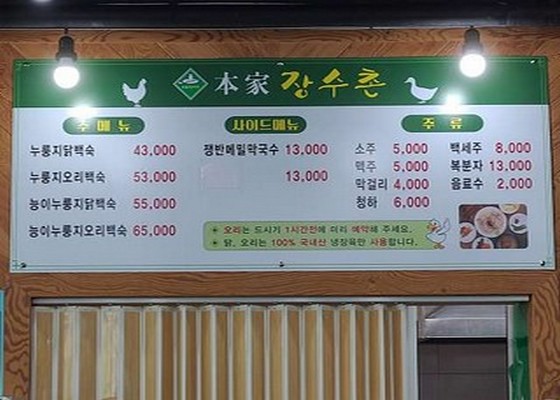 本家 장수촌
주 메 뉴
누룽지닭백숙 43,000
누룽지오리백숙 53,000
능이누룽지닭백숙 55,000
능이누룽지오리백숙 65,000
사이드메뉴
쟁반메밀막국수 13,000
13,000
주 류
소주 5,000
맥주 5,000
막걸리 4,000
청하 6,000
백세주 8,000
복분자 13,000
음료수 2,000
오리는 드시기 1시간전에 미리 예약해 주세요.
닭, 오리는 100% 국내산 냉장육만 사용합니다.